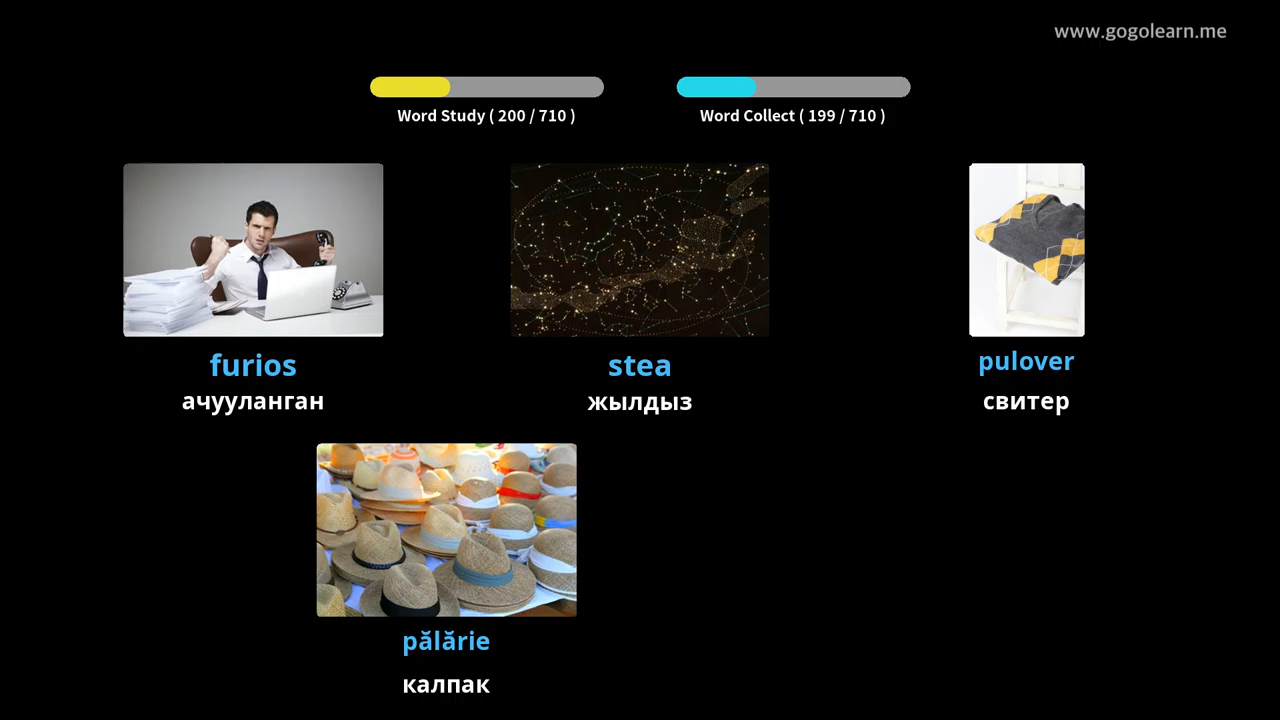 www.gogolearn.me
Word Study ( 200 / 710 )
Word Collect ( 199 / 710 )
furios
ачууланган
stea
жылдыз
pulover
свитер
pălărie
калпак